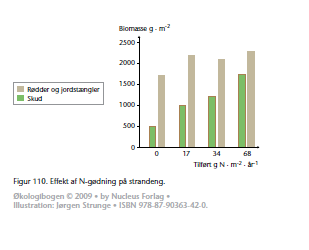 Biomasse g · m⁻²
2500
2000
1500
1000
500
0
Rødder og jordstængler
Skud
0 17 34 68
Tilført g N · m⁻² · år⁻¹
Figur 110. Effekt af N-gødning på strandeng.
Økologibogen © 2009 • by Nucleus Forlag •
Illustration: Jørgen Strunge • ISBN 978-87-90363-42-0.